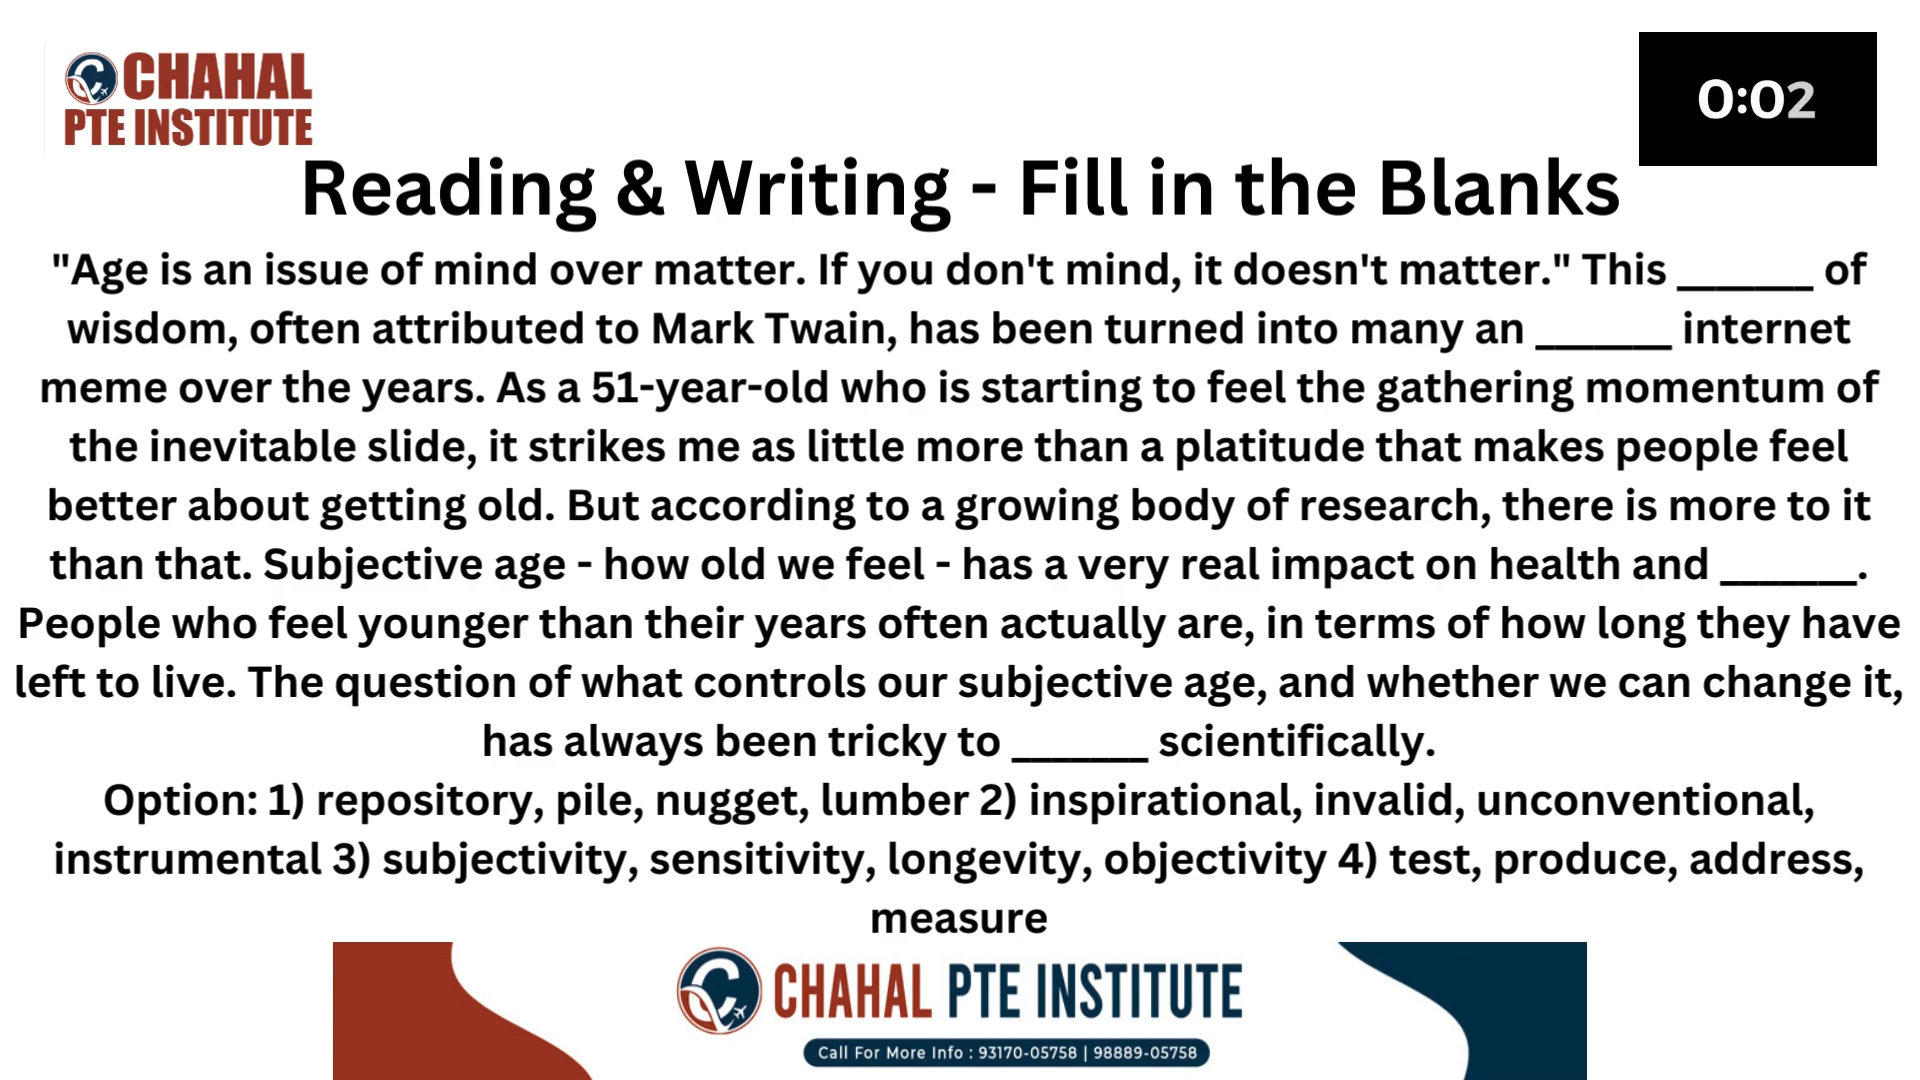 CHAHAL
PTE INSTITUTE
0:02
Reading & Writing - Fill in the Blanks
"Age is an issue of mind over matter. If you don't mind, it doesn't matter." This _______ of
wisdom, often attributed to Mark Twain, has been turned into many an _______ internet
meme over the years. As a 51-year-old who is starting to feel the gathering momentum of
the inevitable slide, it strikes me as little more than a platitude that makes people feel
better about getting old. But according to a growing body of research, there is more to it
than that. Subjective age - how old we feel - has a very real impact on health and _______.
People who feel younger than their years often actually are, in terms of how long they have
left to live. The question of what controls our subjective age, and whether we can change it,
has always been tricky to _______ scientifically.
Option: 1) repository, pile, nugget, lumber 2) inspirational, invalid, unconventional,
instrumental 3) subjectivity, sensitivity, longevity, objectivity 4) test, produce, address,
measure
CHAHAL PTE INSTITUTE
Call For More Info : 93170-05758 | 98889-05758